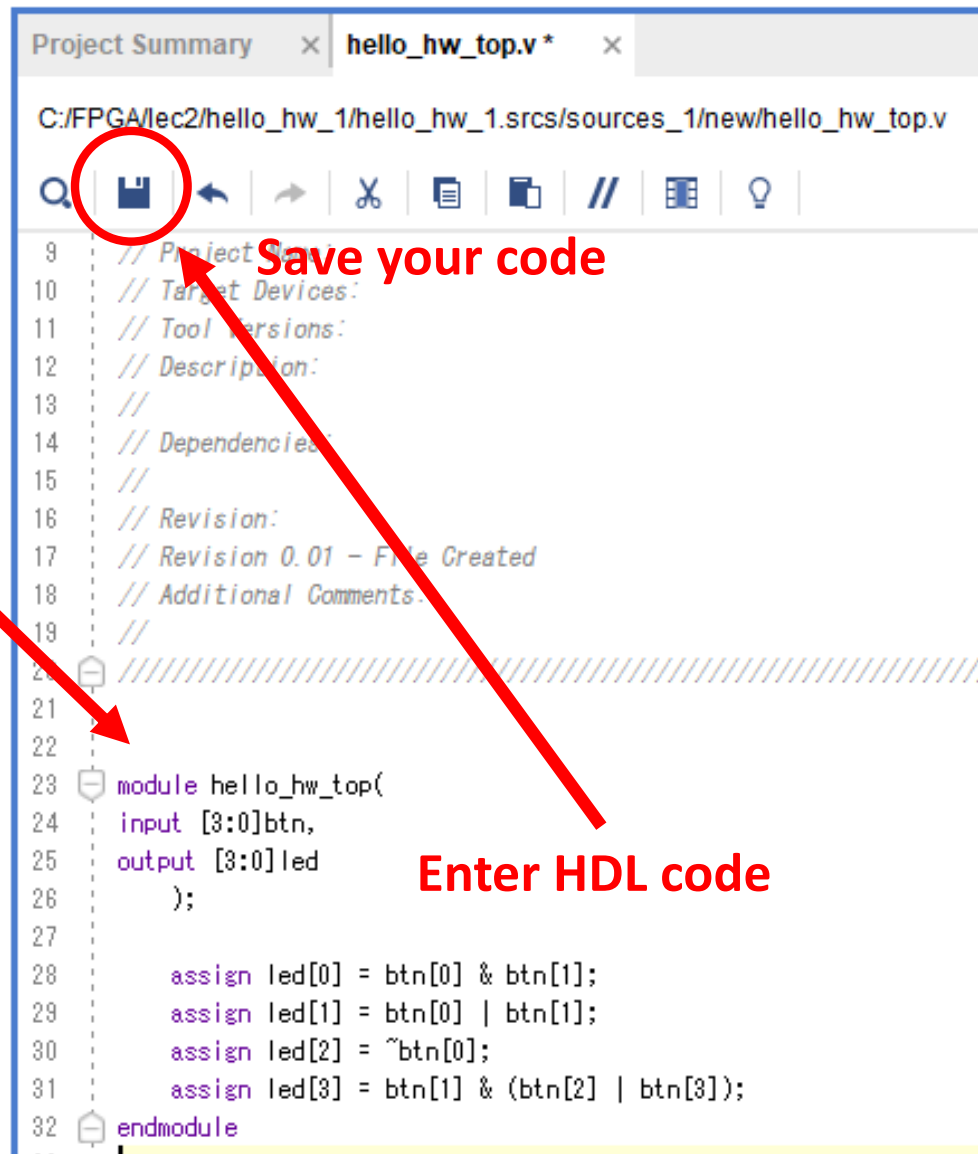 Project Summary × hello_hw_top.v * ×
C:/FPGA/lec2/hello_hw_1/hello_hw_1.srcs/sources_1/new/hello_hw_top.v
Save your code
9 // Project Name:
10 // Target Devices:
11 // Tool Versions:
12 // Description:
13 //
14 // Dependencies:
15 //
16 // Revision:
17 // Revision 0.01 - File Created
18 // Additional Comments:
19 //
20 //////////////////////////////////////////////////////////////////
21
22
23 module hello_hw_top(
24 input [3:0]btn,
25 output [3:0]led
Enter HDL code
26 );
27
28 assign led[0] = btn[0] & btn[1];
29 assign led[1] = btn[0] | btn[1];
30 assign led[2] = ~btn[0];
31 assign led[3] = btn[1] & (btn[2] | btn[3]);
32 endmodule